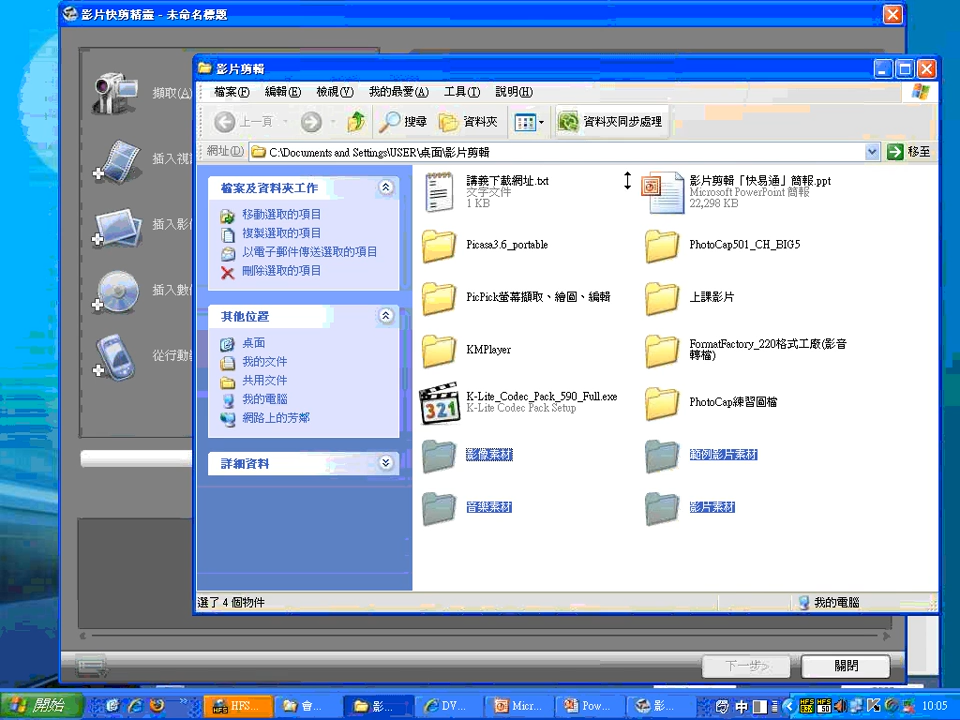 影片快剪精靈 - 未命名標題
擷取(A)
插入視
插入影
插入數
從行動
影片剪輯
檔案(F) 編輯(E) 檢視(V) 我的最愛(A) 工具(T) 說明(H)
上一頁 搜尋 資料夾 資料夾同步處理
網址(D) C:\Documents and Settings\USER\桌面\影片剪輯 移至
檔案及資料夾工作
移動選取的項目
複製選取的項目
以電子郵件傳送選取的項目
刪除選取的項目
其他位置
桌面
我的文件
共用文件
我的電腦
網路上的芳鄰
詳細資料
講義下載網址.txt
文字文件
1 KB
影片剪輯「快易通」簡報.ppt
Microsoft PowerPoint 簡報
22,298 KB
Picasa3.6_portable
PhotoCap501_CH_BIG5
PicPick螢幕擷取、繪圖、編輯
上課影片
KMPlayer
FormatFactory_220格式工廠(影音
轉檔)
K-Lite_Codec_Pack_590_Full.exe
K-Lite Codec Pack Setup
PhotoCap練習圖檔
影像素材
範例影片素材
音樂素材
影片素材
選了 4 個物件
我的電腦
下一步> 關閉
開始 HFS... 會... 影... DV... Micr... Pow... 影... 中 10:05